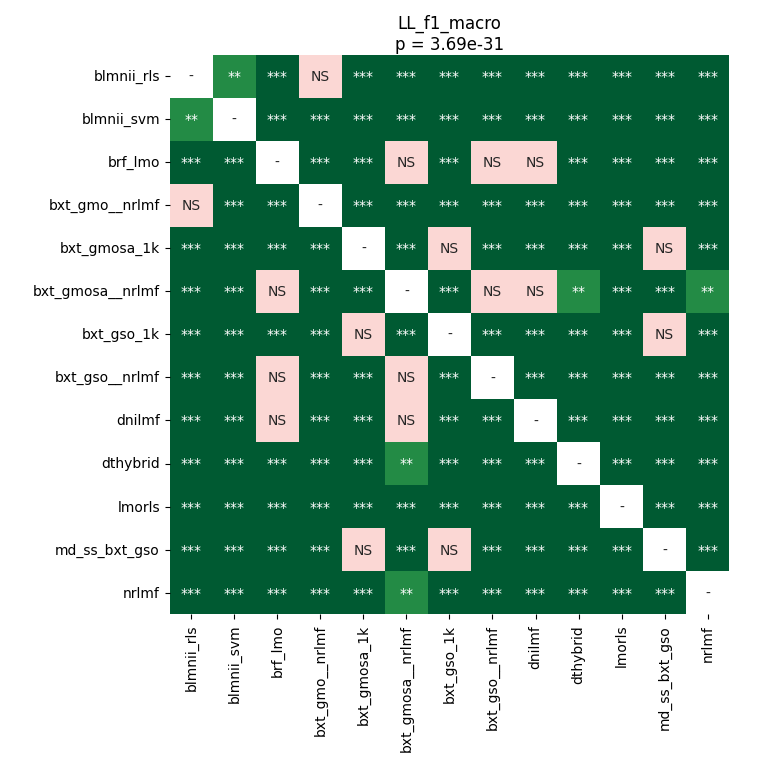 LL_f1_macro
p = 3.69e-31
blmnii_rls - ** *** NS *** *** *** *** *** *** *** *** ***
blmnii_svm ** - *** *** *** *** *** *** *** *** *** *** ***
brf_lmo *** *** - *** *** NS *** NS NS *** *** *** ***
bxt_gmo__nrlmf NS *** *** - *** *** *** *** *** *** *** *** ***
bxt_gmosa_1k *** *** *** *** - *** NS *** *** *** *** NS ***
bxt_gmosa__nrlmf *** *** NS *** *** - *** NS NS ** *** *** **
bxt_gso_1k *** *** *** *** NS *** - *** *** *** *** NS ***
bxt_gso__nrlmf *** *** NS *** *** NS *** - *** *** *** *** ***
dnilmf *** *** NS *** *** NS *** *** - *** *** *** ***
dthybrid *** *** *** *** *** ** *** *** *** - *** *** ***
lmorls *** *** *** *** *** *** *** *** *** *** - *** ***
md_ss_bxt_gso *** *** *** *** NS *** NS *** *** *** *** - ***
nrlmf *** *** *** *** *** ** *** *** *** *** *** *** -
blmnii_rls
blmnii_svm
brf_lmo
bxt_gmo__nrlmf
bxt_gmosa_1k
bxt_gmosa__nrlmf
bxt_gso_1k
bxt_gso__nrlmf
dnilmf
dthybrid
lmorls
md_ss_bxt_gso
nrlmf